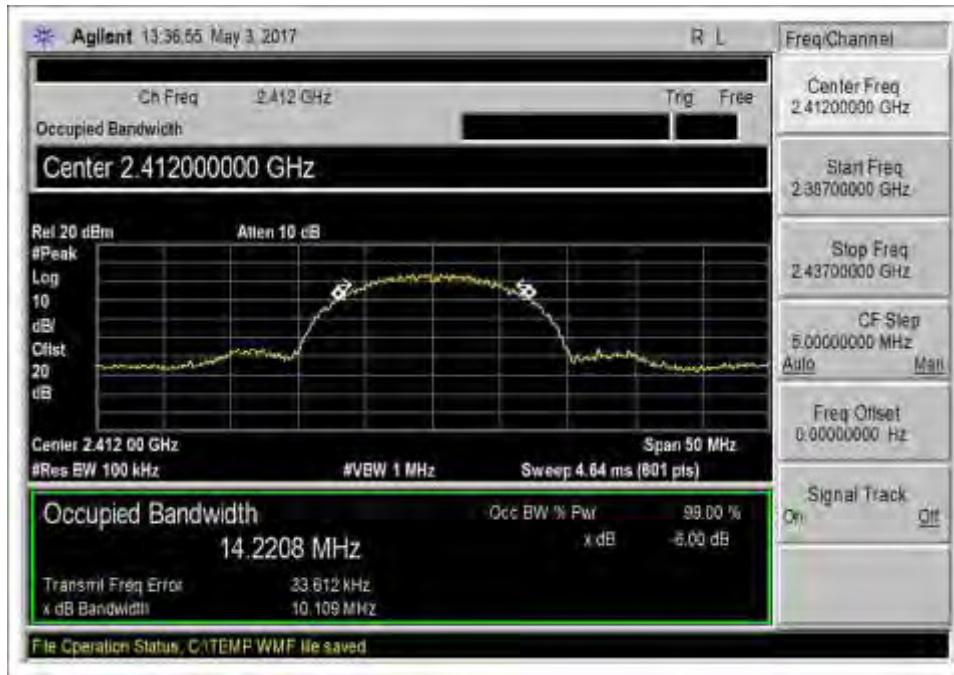 Agilent 13:36:55 May 3, 2017 R L
Freq/Channel
Ch Freq 2.412 GHz Trig Free
Occupied Bandwidth
Center 2.412000000 GHz
Center Freq
2.41200000 GHz
Start Freq
2.38700000 GHz
Stop Freq
2.43700000 GHz
CF Step
5.00000000 MHz
Auto Man
Freq Offset
0.00000000 Hz
Signal Track
On Off
Ref 20 dBm Atten 10 dB
#Peak
Log
10
dB/
Offst
20
dB
Center 2.412 00 GHz Span 50 MHz
#Res BW 100 kHz #VBW 1 MHz Sweep 4.64 ms (601 pts)
Occupied Bandwidth Occ BW % Pwr 99.00 %
14.2208 MHz x dB -6.00 dB
Transmit Freq Error 33.612 kHz
x dB Bandwidth 10.109 MHz
File Operation Status, C:\TEMP.WMF file saved